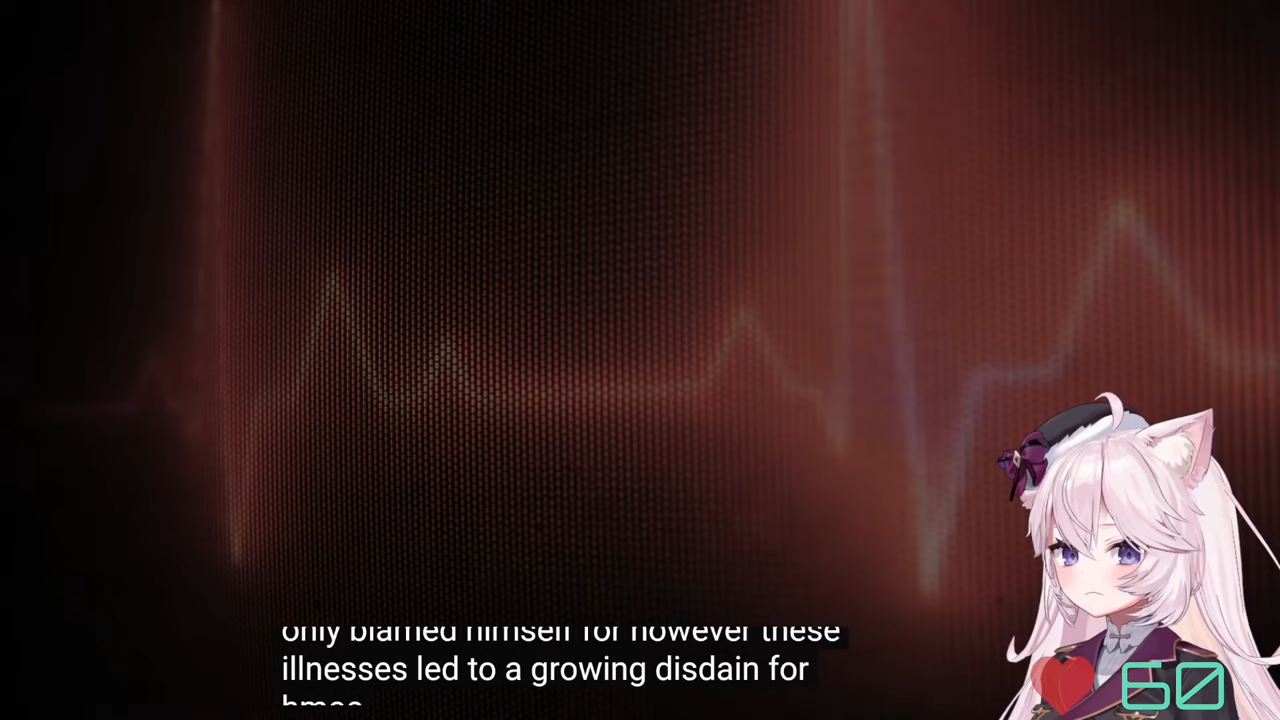 only blamed himself for however these
illnesses led to a growing disdain for
60